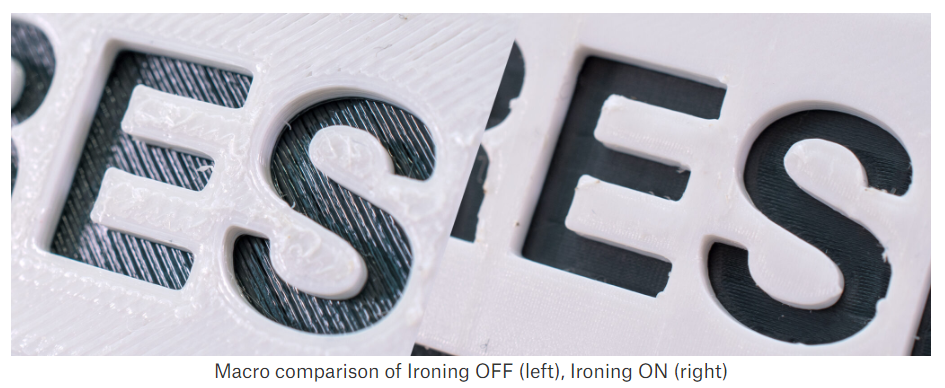 ES ES
Macro comparison of Ironing OFF (left), Ironing ON (right)